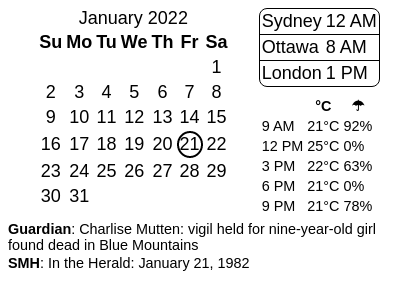 January 2022
Su Mo Tu We Th Fr Sa
1
2 3 4 5 6 7 8
9 10 11 12 13 14 15
16 17 18 19 20 21 22
23 24 25 26 27 28 29
30 31
Sydney 12 AM
Ottawa 8 AM
London 1 PM
°C ☂
9 AM 21°C 92%
12 PM 25°C 0%
3 PM 22°C 63%
6 PM 21°C 0%
9 PM 21°C 78%
Guardian: Charlise Mutten: vigil held for nine-year-old girl
found dead in Blue Mountains
SMH: In the Herald: January 21, 1982